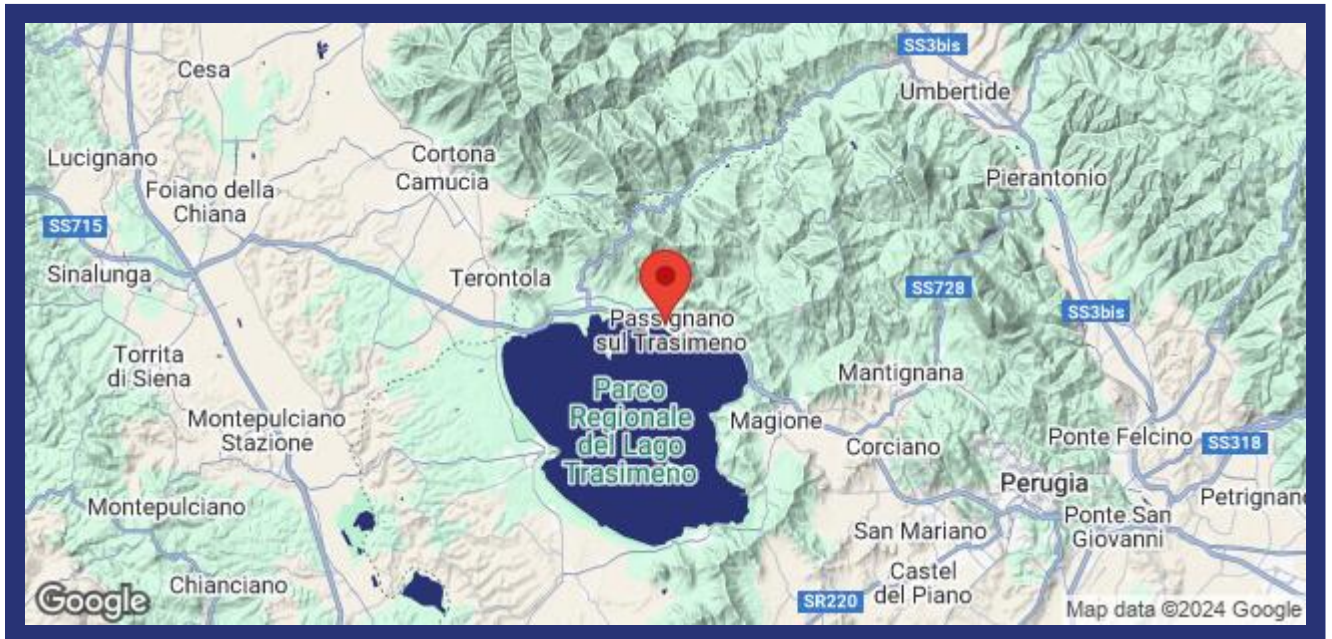 SS3bis
Cesa
Umbertide
Lucignano
Cortona
Camucia
Pierantonio
Foiano della
Chiana
SS715
Sinalunga
Terontola
SS728
SS3bis
Passignano
sul Trasimeno
Torrita
di Siena
Mantignana
Parco
Regionale
del Lago
Trasimeno
Montepulciano
Stazione
Magione
Corciano
Ponte Felcino
SS318
Perugia
Petrignano
Montepulciano
San Mariano
Ponte San
Giovanni
Chianciano
Castel
del Piano
SR220
Google
Map data ©2024 Google